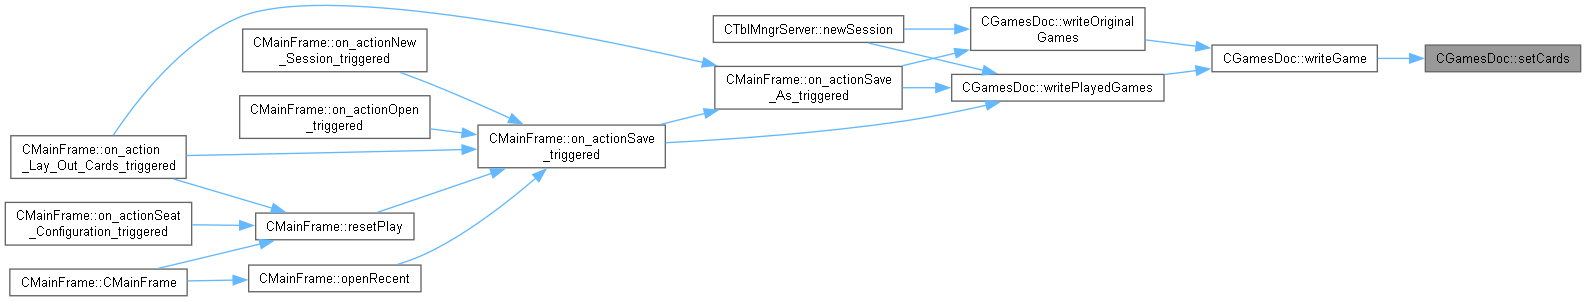 CMainFrame::on_action
_Lay_Out_Cards_triggered
CMainFrame::on_actionSeat
_Configuration_triggered
CMainFrame::CMainFrame
CMainFrame::on_actionNew
_Session_triggered
CMainFrame::on_actionOpen
_triggered
CMainFrame::resetPlay
CMainFrame::openRecent
CMainFrame::on_actionSave
_triggered
CTblMngrServer::newSession
CMainFrame::on_actionSave
_As_triggered
CGamesDoc::writeOriginal
Games
CGamesDoc::writePlayedGames
CGamesDoc::writeGame
CGamesDoc::setCards